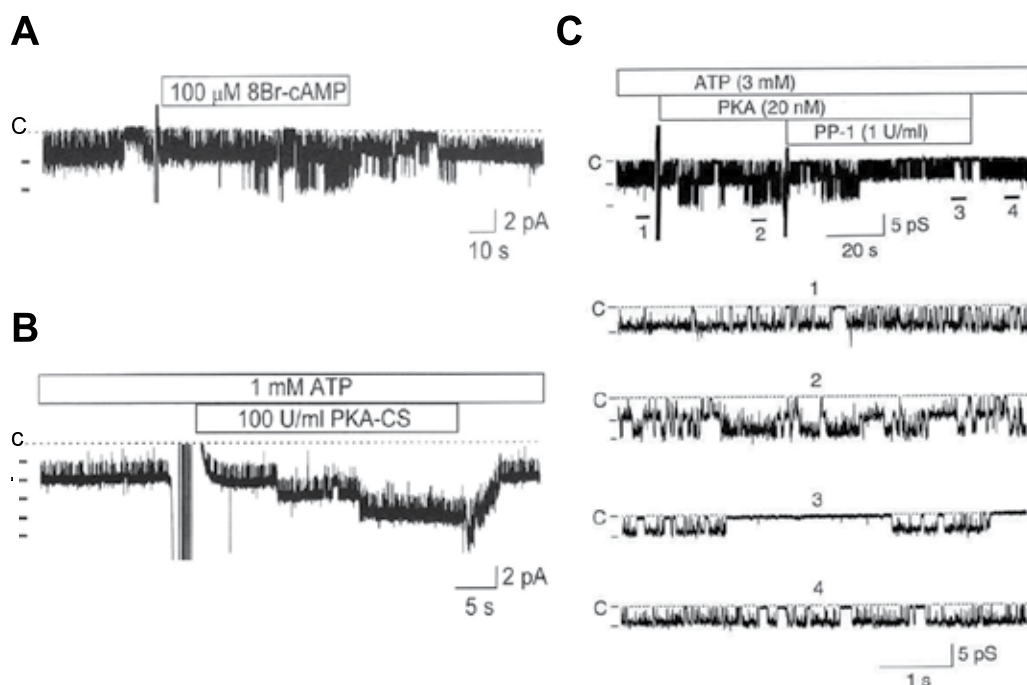 A
100 μM 8Br-cAMP
C
2 pA
10 s
B
1 mM ATP
100 U/ml PKA-CS
C
2 pA
5 s
C
ATP (3 mM)
PKA (20 nM)
PP-1 (1 U/ml)
C
1
2
3
4
5 pS
20 s
1
C
2
C
3
C
4
C
5 pS
1 s